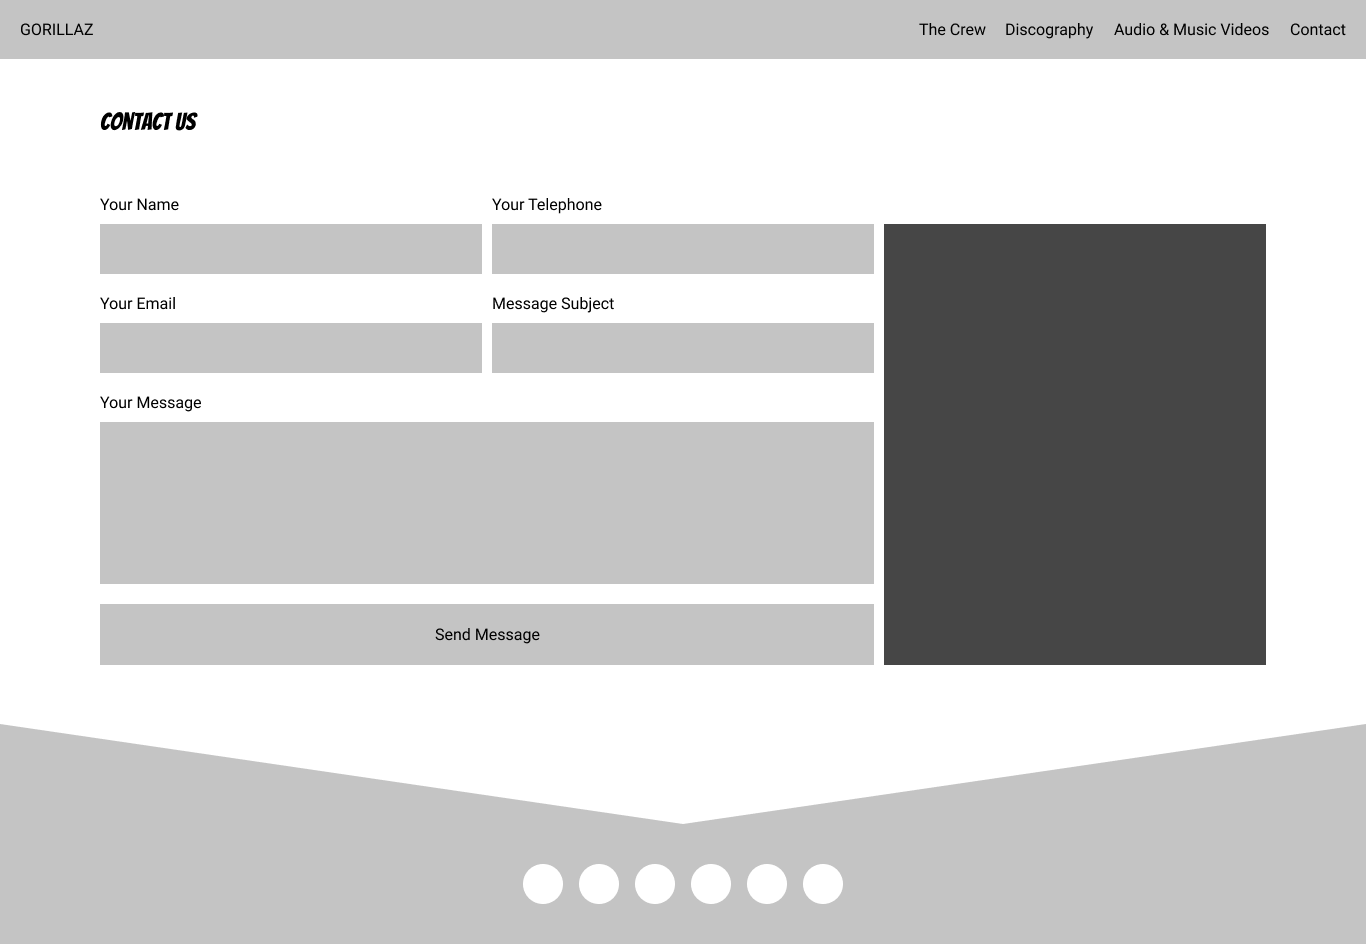 GORILLAZ
The Crew Discography Audio & Music Videos Contact
CONTACT US
Your Name
Your Telephone
Your Email
Message Subject
Your Message
Send Message